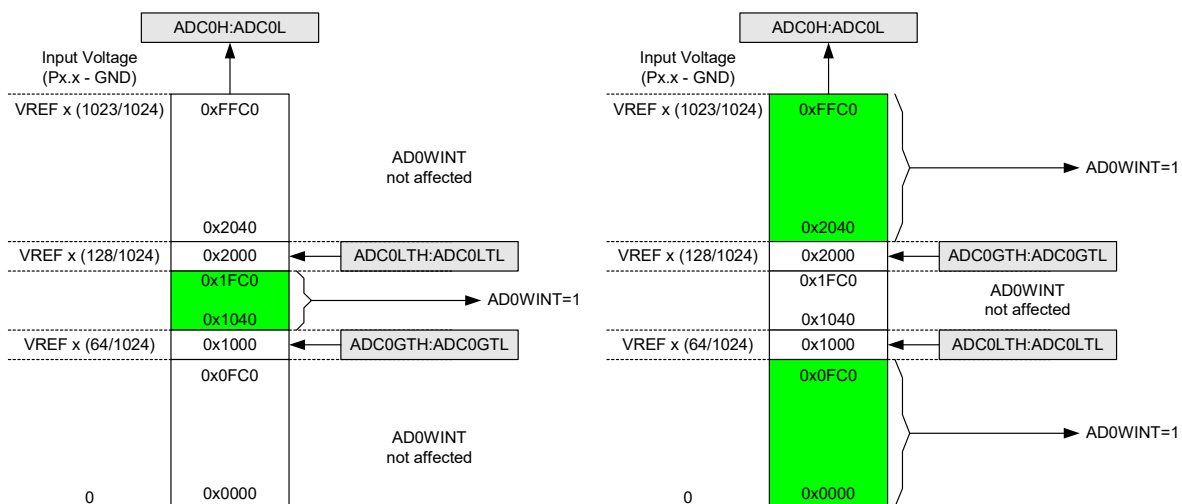 ADC0H:ADC0L
Input Voltage
(Px.x - GND)
VREF x (1023/1024)
0xFFC0
AD0WINT
not affected
0x2040
VREF x (128/1024)
0x2000
ADC0LTH:ADC0LTL
0x1FC0
AD0WINT=1
0x1040
VREF x (64/1024)
0x1000
ADC0GTH:ADC0GTL
0x0FC0
AD0WINT
not affected
0
0x0000
ADC0H:ADC0L
Input Voltage
(Px.x - GND)
VREF x (1023/1024)
0xFFC0
AD0WINT=1
0x2040
VREF x (128/1024)
0x2000
ADC0GTH:ADC0GTL
0x1FC0
AD0WINT
not affected
0x1040
VREF x (64/1024)
0x1000
ADC0LTH:ADC0LTL
0x0FC0
AD0WINT=1
0
0x0000